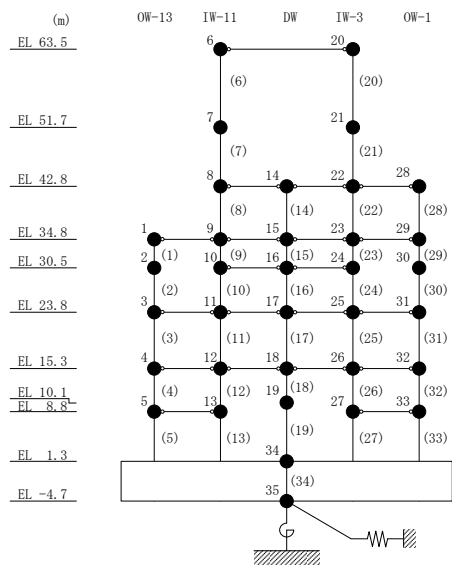 (m) OW-13 IW-11 DW IW-3 OW-1
EL 63.5 6 20
(6) (20)
EL 51.7 7 21
(7) (21)
EL 42.8 8 14 22 28
(8) (14) (22) (28)
EL 34.8 1 9 15 23 29
(1) (9) (15) (23) (29)
EL 30.5 2 10 16 24 30
(2) (10) (16) (24) (30)
EL 23.8 3 11 17 25 31
(3) (11) (17) (25) (31)
EL 15.3 4 12 18 26 32
(4) (12) (18) (26) (32)
EL 10.1 19
EL 8.8 5 13 27 33
(5) (13) (19) (27) (33)
EL 1.3 34
(34)
EL -4.7 35